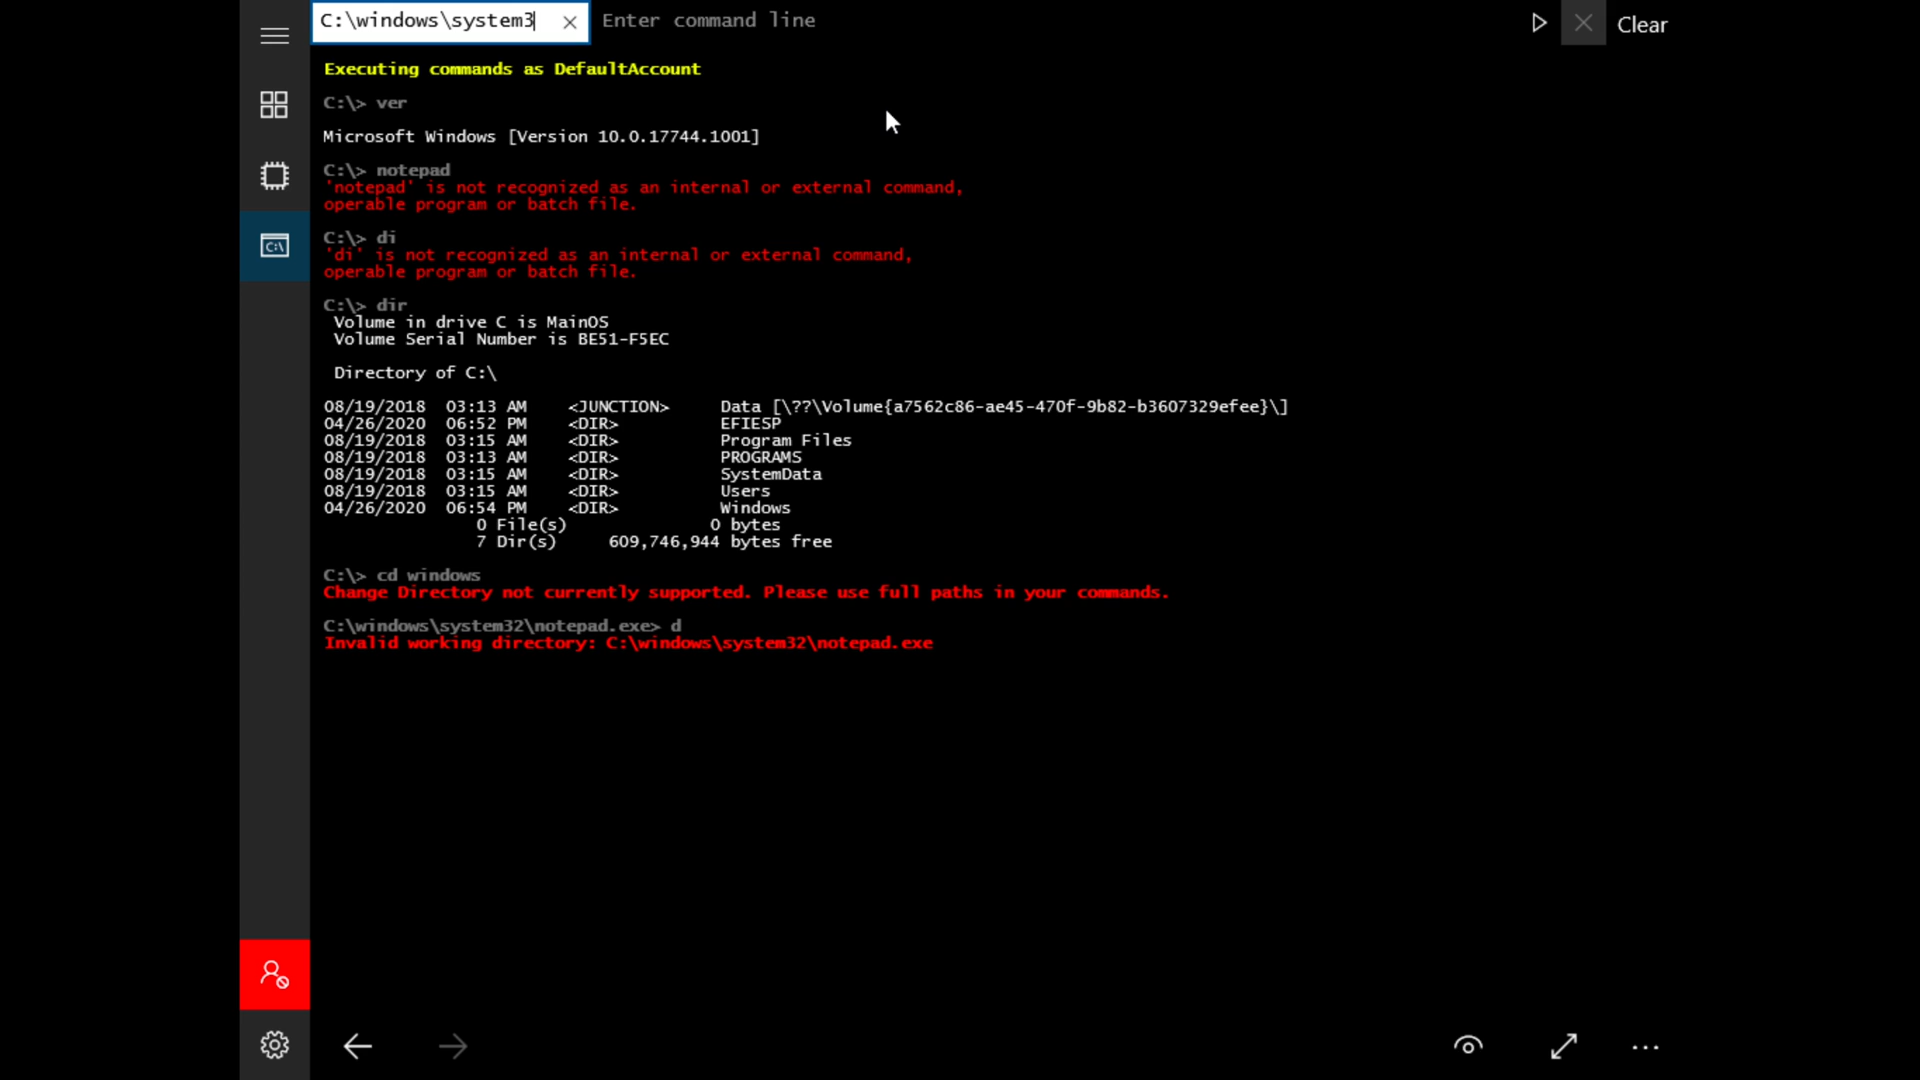 C:\windows\system3 Enter command line Clear
Executing commands as DefaultAccount
C:\> ver
Microsoft Windows [Version 10.0.17744.1001]
C:\> notepad
'notepad' is not recognized as an internal or external command,
operable program or batch file.
C:\> di
'di' is not recognized as an internal or external command,
operable program or batch file.
C:\> dir
Volume in drive C is MainOS
Volume Serial Number is BE51-F5EC
Directory of C:\
08/19/2018 03:13 AM <JUNCTION> Data [\??\Volume{a7562c86-ae45-470f-9b82-b3607329efee}\]
04/26/2020 06:52 PM <DIR> EFIESP
08/19/2018 03:15 AM <DIR> Program Files
08/19/2018 03:13 AM <DIR> PROGRAMS
08/19/2018 03:15 AM <DIR> SystemData
08/19/2018 03:15 AM <DIR> Users
04/26/2020 06:54 PM <DIR> Windows
0 File(s) 0 bytes
7 Dir(s) 609,746,944 bytes free
C:\> cd windows
Change Directory not currently supported. Please use full paths in your commands.
C:\windows\system32\notepad.exe> d
Invalid working directory: C:\windows\system32\notepad.exe
C:\